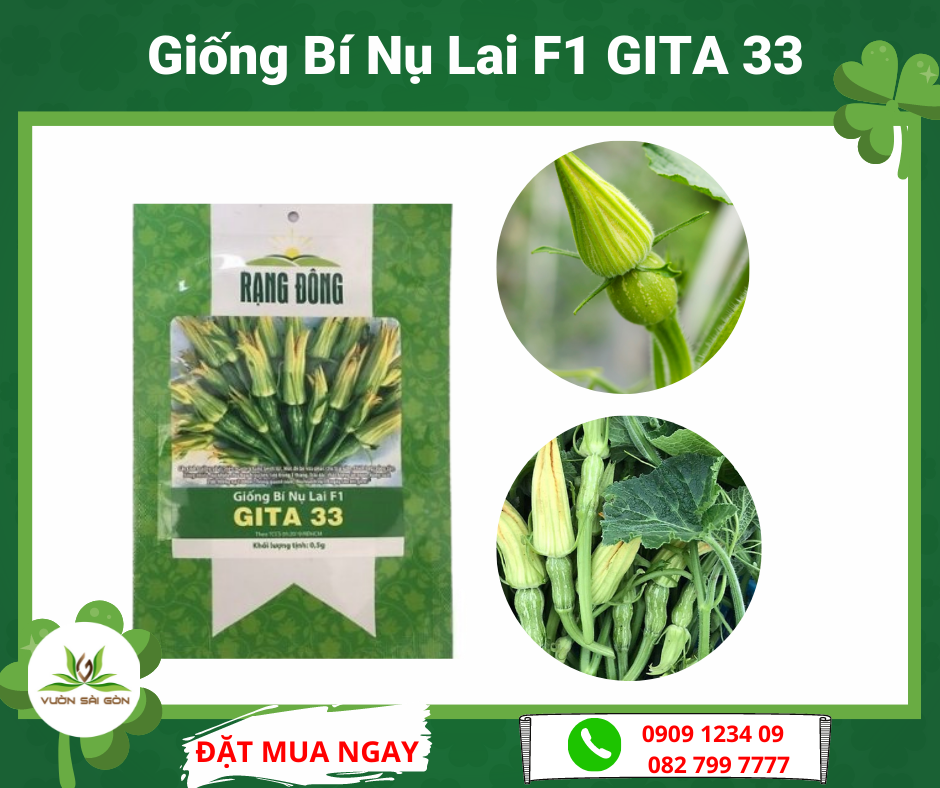 Giống Bí Nụ Lai F1 GITA 33
RẠNG ĐÔNG
Giống Bí Nụ Lai F1
GITA 33
Khối lượng tịnh: 0,5g
VƯỜN SÀI GÒN
ĐẶT MUA NGAY
0909 1234 09
082 799 7777